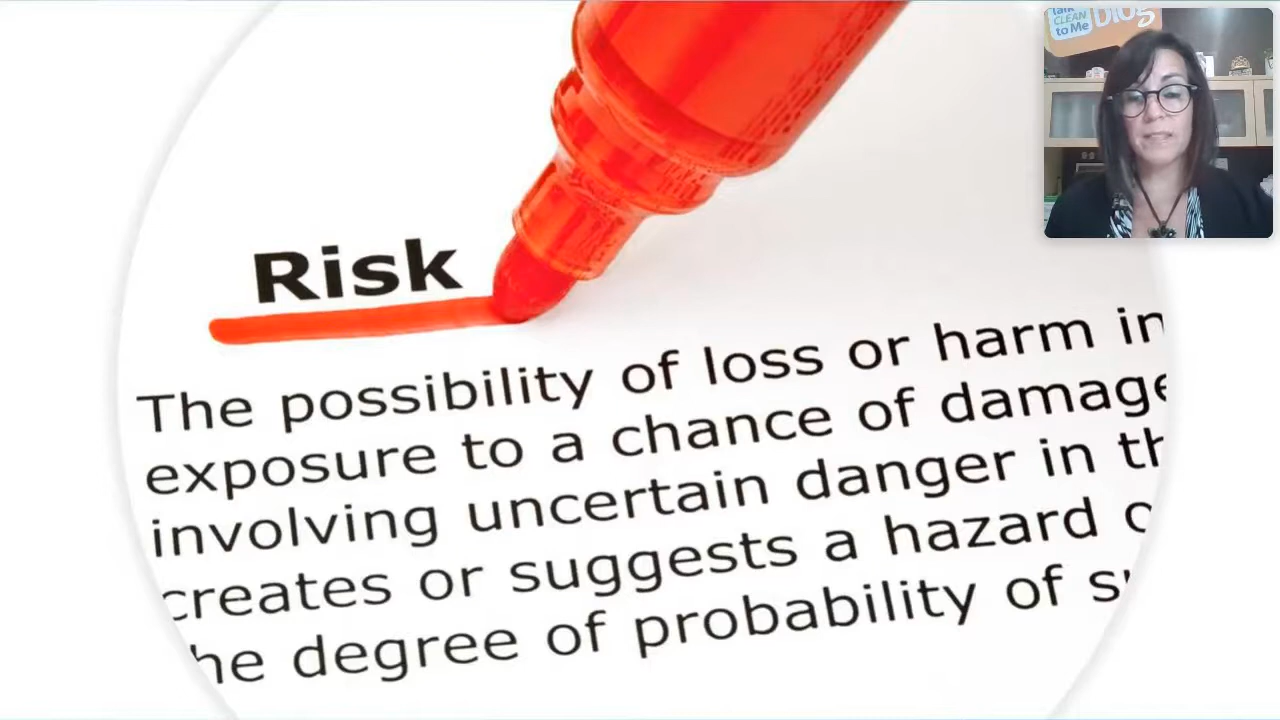 Talk
CLEAN
to Me
Blog
Risk
The possibility of loss or harm in
exposure to a chance of damage
involving uncertain danger in th
creates or suggests a hazard
he degree of probability of